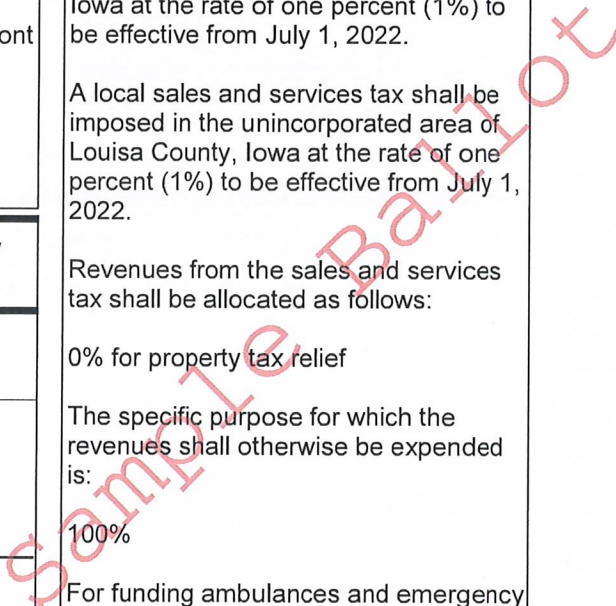 Iowa at the rate of one percent (1%) to
ont
be effective from July 1, 2022.
A local sales and services tax shall be
imposed in the unincorporated area of
Louisa County, Iowa at the rate of one
percent (1%) to be effective from July 1,
2022.
Revenues from the sales and services
tax shall be allocated as follows:
0% for property tax relief
The specific purpose for which the
revenues shall otherwise be expended
is:
100%
For funding ambulances and emergency
Sample Ballot